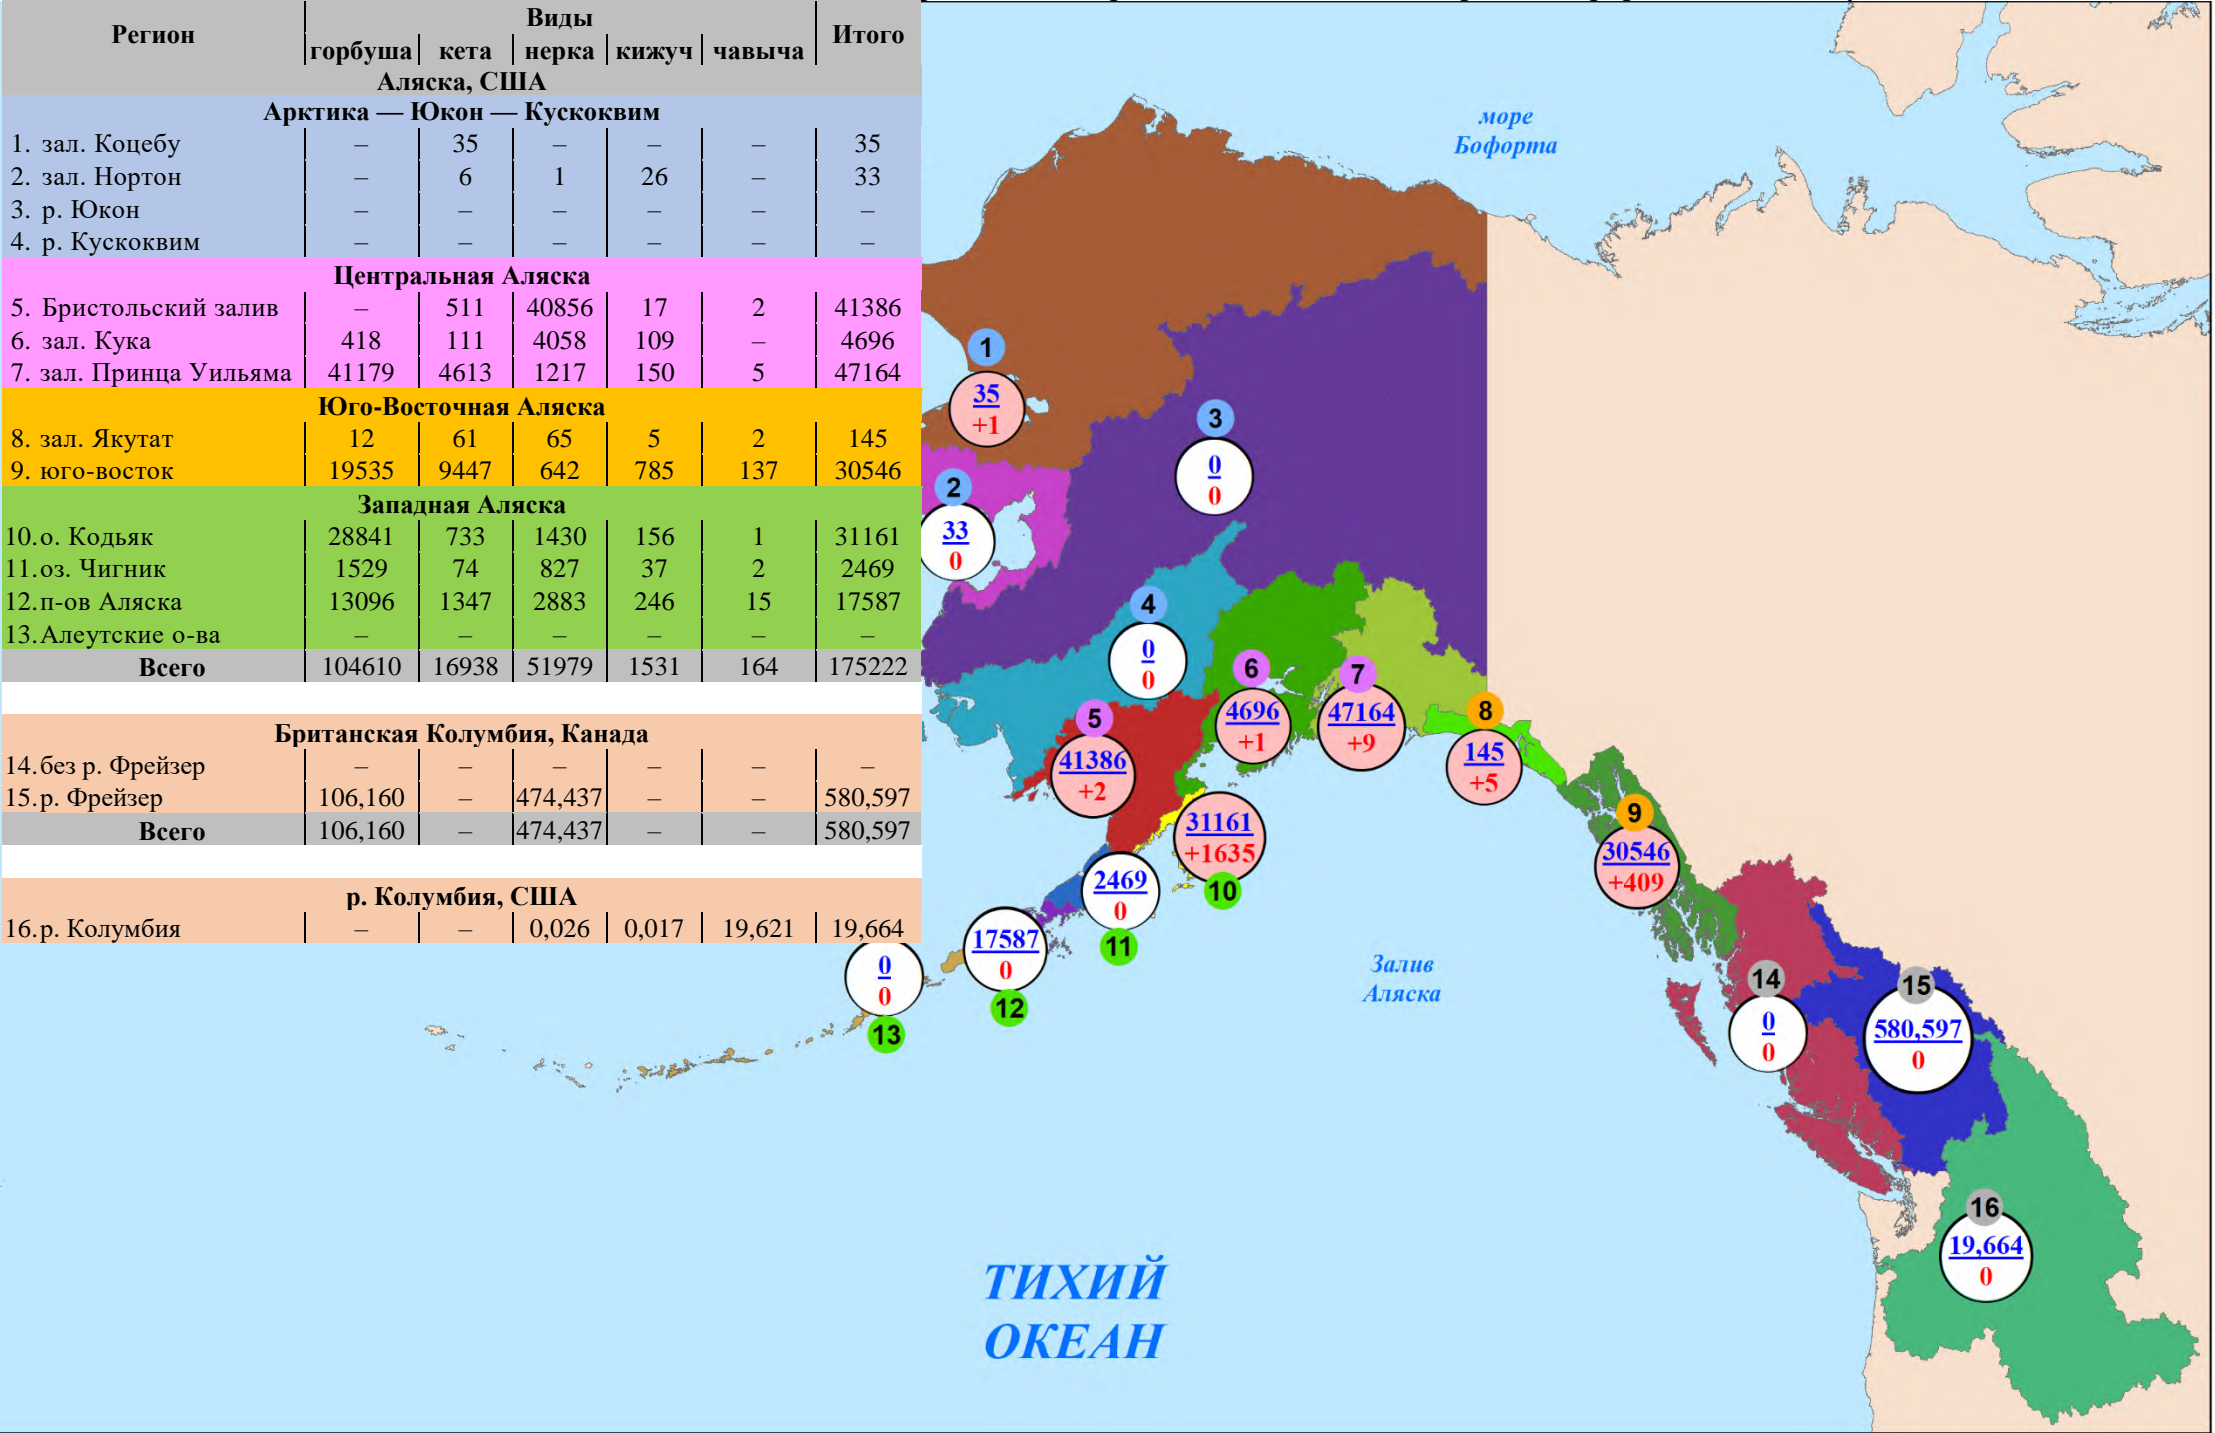 Регион Виды Итого
горбуша кета нерка кижуч чавыча
Аляска, США
Арктика — Юкон — Кускоквим
1. зал. Коцебу – 35 – – – 35
2. зал. Нортон – 6 1 26 – 33
3. р. Юкон – – – – – –
4. р. Кускоквим – – – – – –
Центральная Аляска
5. Бристольский залив – 511 40856 17 2 41386
6. зал. Кука 418 111 4058 109 – 4696
7. зал. Принца Уильяма 41179 4613 1217 150 5 47164
Юго-Восточная Аляска
8. зал. Якутат 12 61 65 5 2 145
9. юго-восток 19535 9447 642 785 137 30546
Западная Аляска
10.о. Кодьяк 28841 733 1430 156 1 31161
11.оз. Чигник 1529 74 827 37 2 2469
12.п-ов Аляска 13096 1347 2883 246 15 17587
13.Алеутские о-ва – – – – – –
Всего 104610 16938 51979 1531 164 175222
Британская Колумбия, Канада
14.без р. Фрейзер – – – – – –
15.р. Фрейзер 106,160 – 474,437 – – 580,597
Всего 106,160 – 474,437 – – 580,597
р. Колумбия, США
16.р. Колумбия – – 0,026 0,017 19,621 19,664
море
Бофорта
1
35
+1
2
33
0
3
0
0
4
0
0
5
41386
+2
6
4696
+1
7
47164
+9
8
145
+5
9
30546
+409
31161
+1635
10
2469
0
11
17587
0
12
0
0
13
14
0
0
15
580,597
0
16
19,664
0
Залив
Аляска
ТИХИЙ
ОКЕАН